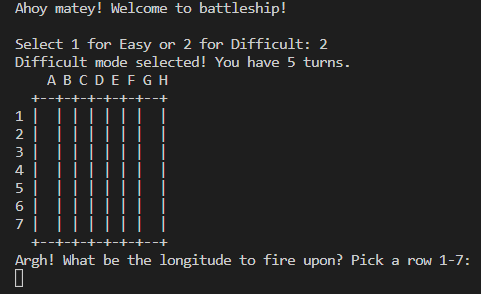 Ahoy matey! Welcome to battleship!
Select 1 for Easy or 2 for Difficult: 2
Difficult mode selected! You have 5 turns.
    A B C D E F G H
  +--+-+-+-+-+-+--+
1 |  | | | | | |  |
2 |  | | | | | |  |
3 |  | | | | | |  |
4 |  | | | | | |  |
5 |  | | | | | |  |
6 |  | | | | | |  |
7 |  | | | | | |  |
  +--+-+-+-+-+-+--+
Argh! What be the longitude to fire upon? Pick a row 1-7: